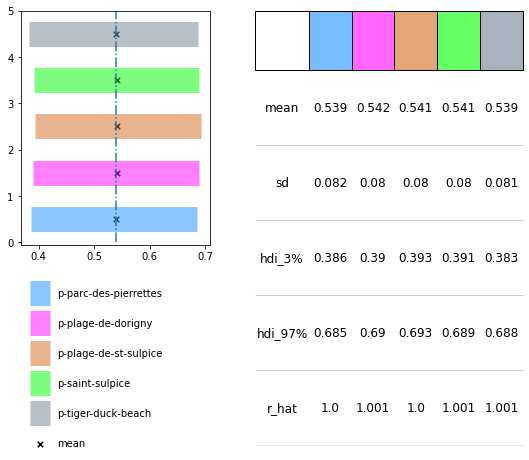 5
4
3
2
1
0
0.4 0.5 0.6 0.7
p-parc-des-pierrettes
p-plage-de-dorigny
p-plage-de-st-sulpice
p-saint-sulpice
p-tiger-duck-beach
mean
mean 0.539 0.542 0.541 0.541 0.539
sd 0.082 0.08 0.08 0.08 0.081
hdi_3% 0.386 0.39 0.393 0.391 0.383
hdi_97% 0.685 0.69 0.693 0.689 0.688
r_hat 1.0 1.001 1.0 1.001 1.001